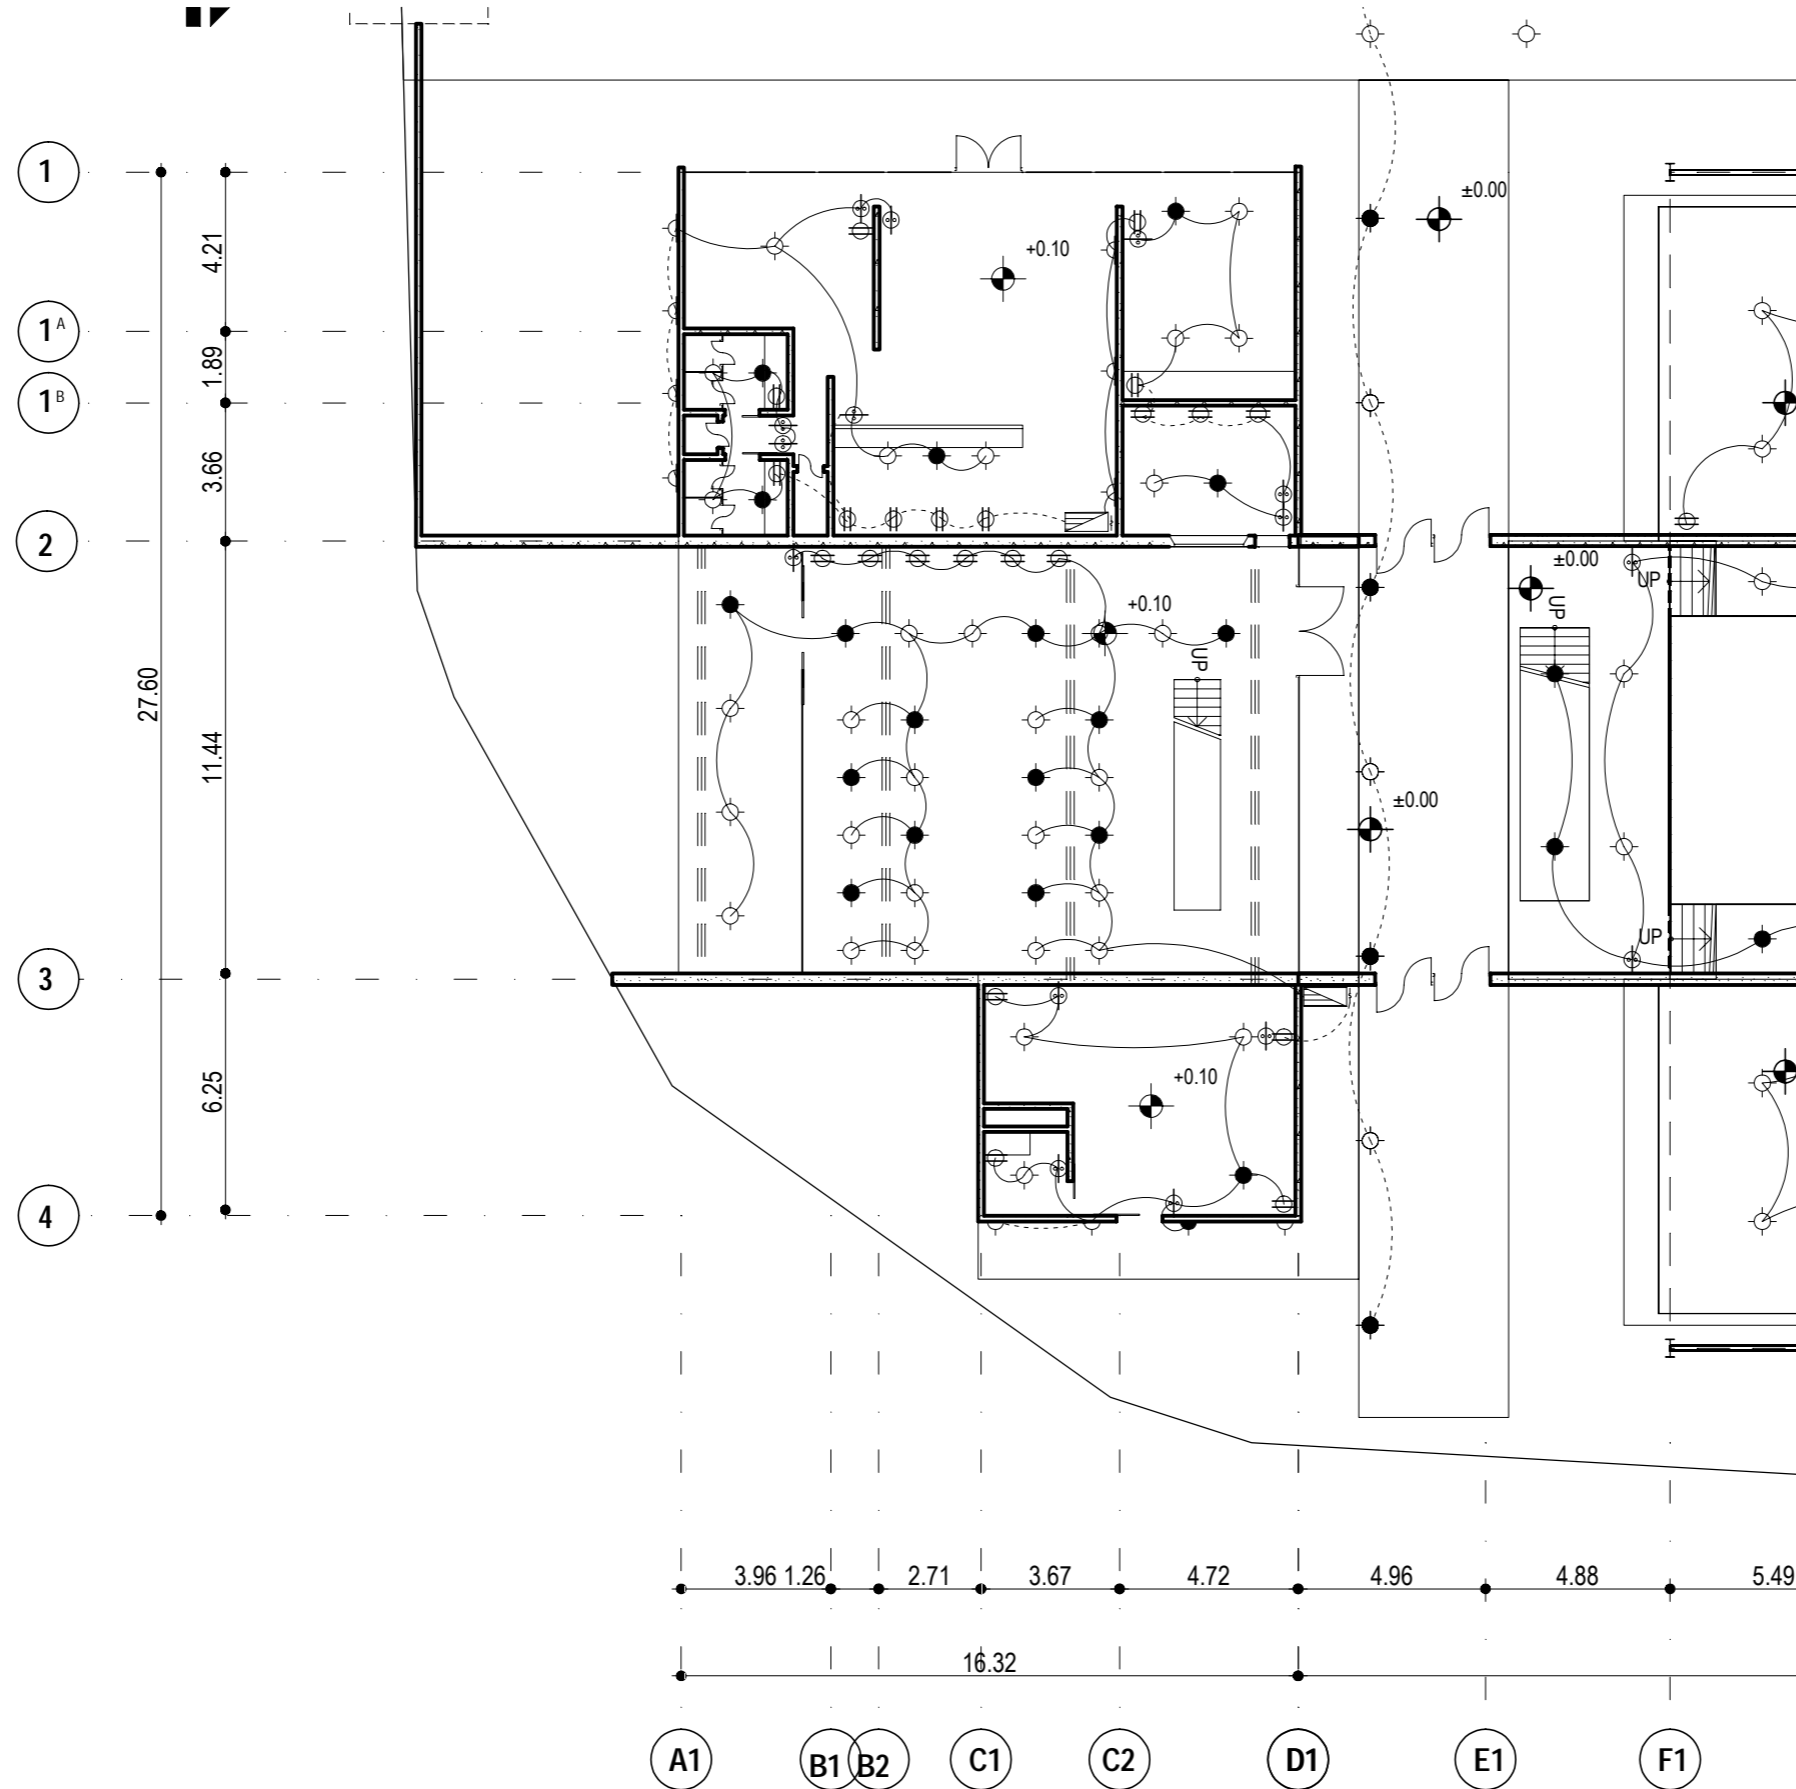 1
±0.00
4.21
+0.10
1A
1.89
1B
3.66
2
±0.00
UP
UP
+0.10
UP
27.60
11.44
±0.00
UP
3
+0.10
6.25
4
3.96 1.26 2.71 3.67 4.72 4.96 4.88 5.49
16.32
A1 B1 B2 C1 C2 D1 E1 F1